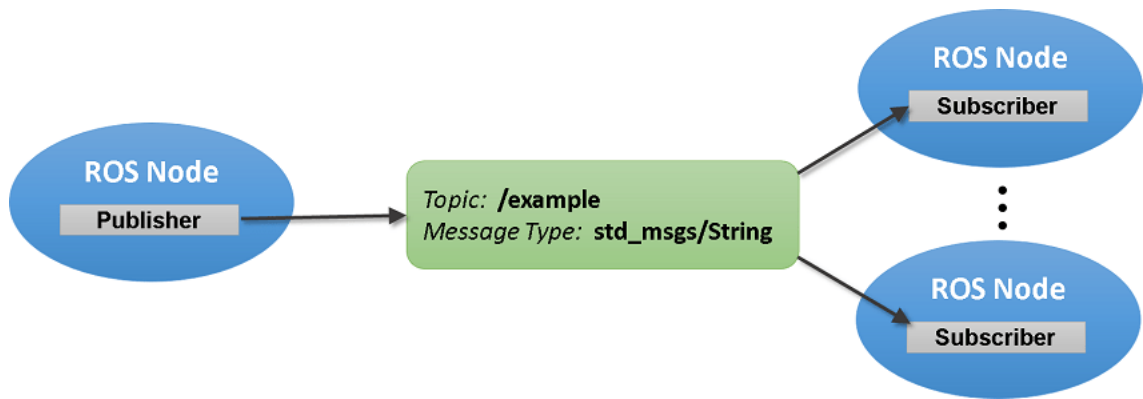 ROS Node
Publisher
Topic: /example
Message Type: std_msgs/String
ROS Node
Subscriber
ROS Node
Subscriber